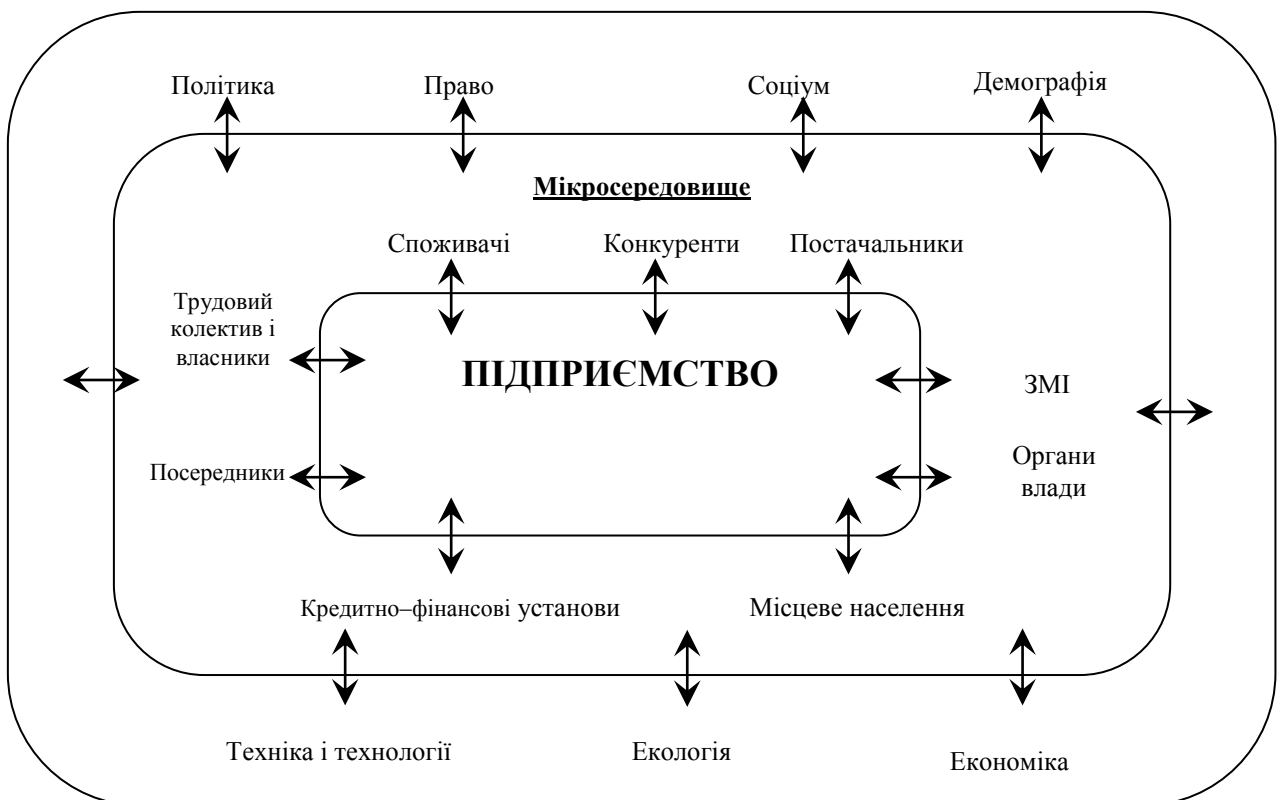 Політика Право Соціум Демографія
Мікросередовище
Споживачі Конкуренти Постачальники
Трудовий
колектив і
власники
ПІДПРИЄМСТВО
ЗМІ
Посередники
Органи
влади
Кредитно–фінансові установи Місцеве населення
Техніка і технології Екологія Економіка